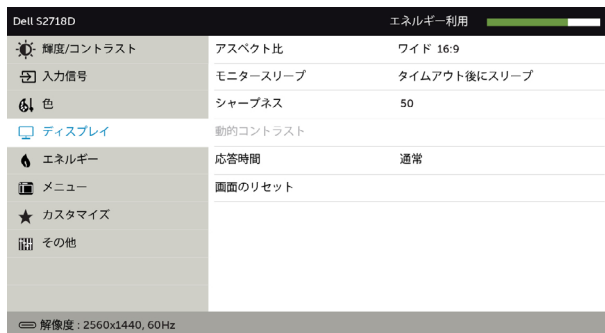 Dell S2718D エネルギー利用
輝度/コントラスト
入力信号
色
ディスプレイ
エネルギー
メニュー
カスタマイズ
その他
アスペクト比 ワイド 16:9
モニタースリープ タイムアウト後にスリープ
シャープネス 50
動的コントラスト
応答時間 通常
画面のリセット
解像度 : 2560x1440, 60Hz